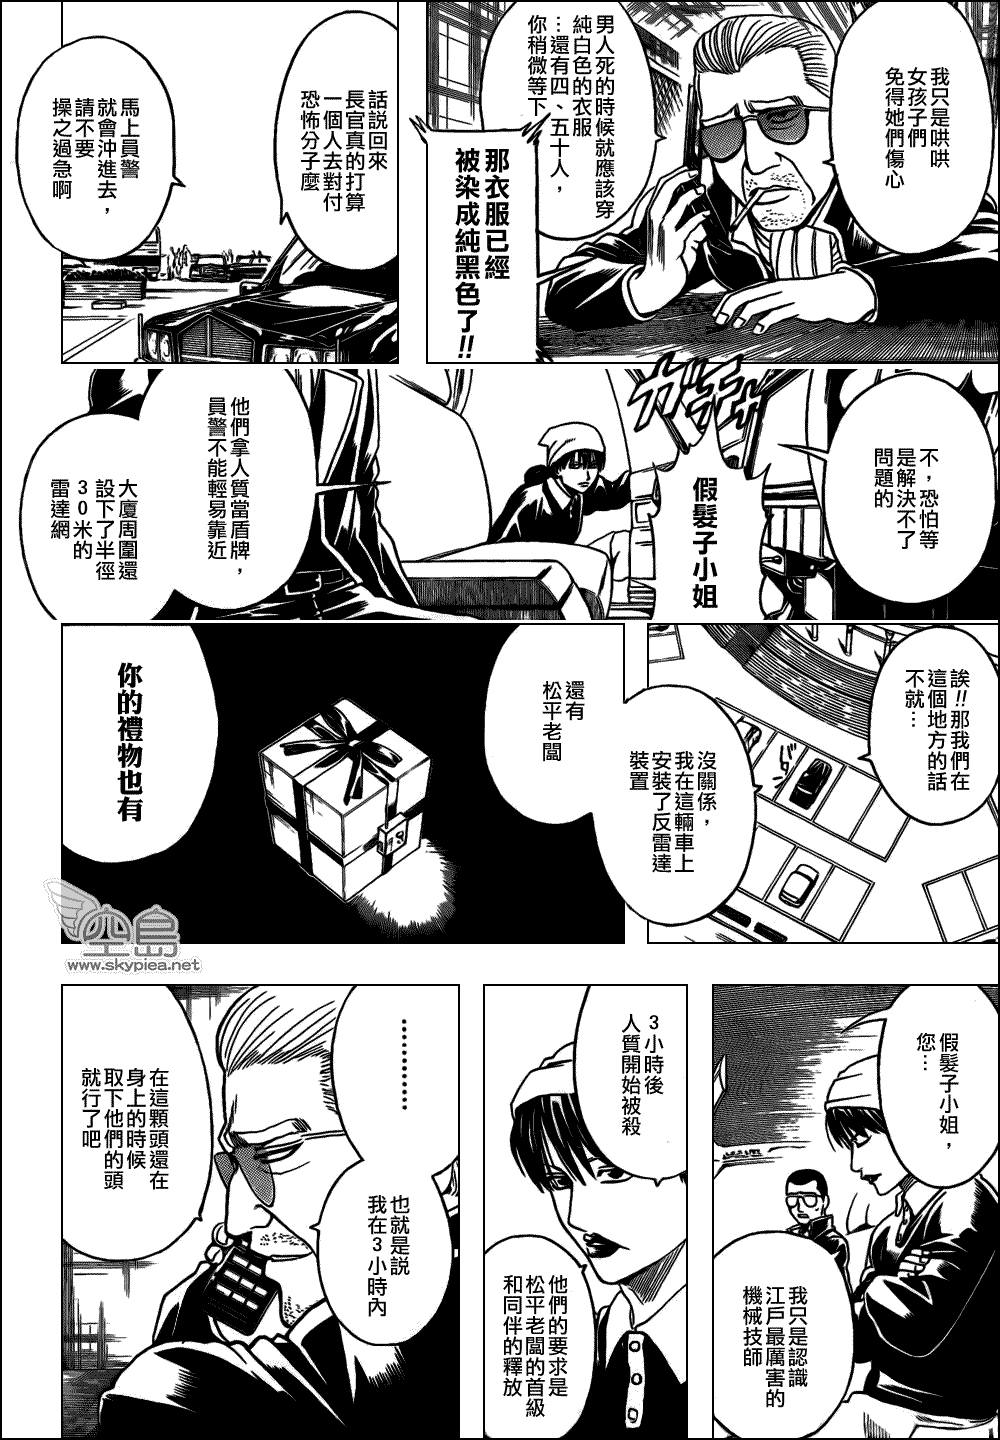 我只是哄哄
女孩子們
免得她們傷心
男人死的時候就應該穿
純白色的衣服
…還有四、五十人，
你稍微等下
那衣服已經
被染成純黑色了!!
話説回來
長官真的打算
一個人去對付
恐怖分子麼
馬上員警
就會沖進去，
請不要
操之過急啊
不，恐怕等
是解決不了
問題的
ガチャッ
假髮子小姐
他們拿人質當盾牌，
員警不能輕易靠近
大廈周圍還
設下了半徑
30米的
雷達網
誒!!那我們在
這個地方的話
不就…
沒關係，
我在這輛車上
安裝了反雷達
裝置
還有
松平老闆
你的禮物也有
空島
www.skypiea.net
假髮子小姐，
您…
我只是認識
江戶最厲害的
機械技師
3小時後
人質開始被殺
他們的要求是
松平老闆的首級
和同伴的釋放
…………
也就是説
我在3小時內
在這顆頭還在
身上的時候
取下他們的頭
就行了吧